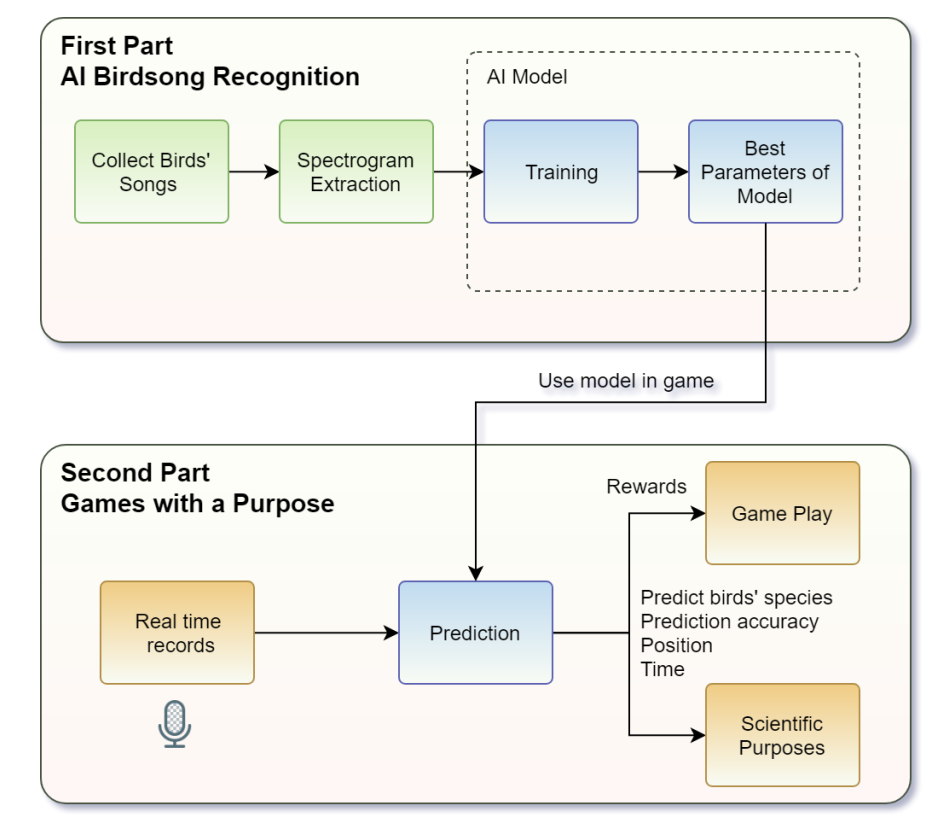 First Part
AI Birdsong Recognition
AI Model
Collect Birds'
Songs
Spectrogram
Extraction
Training
Best
Parameters of
Model
Use model in game
Second Part
Games with a Purpose
Rewards
Game Play
Real time
records
Prediction
Predict birds' species
Prediction accuracy
Position
Time
Scientific
Purposes